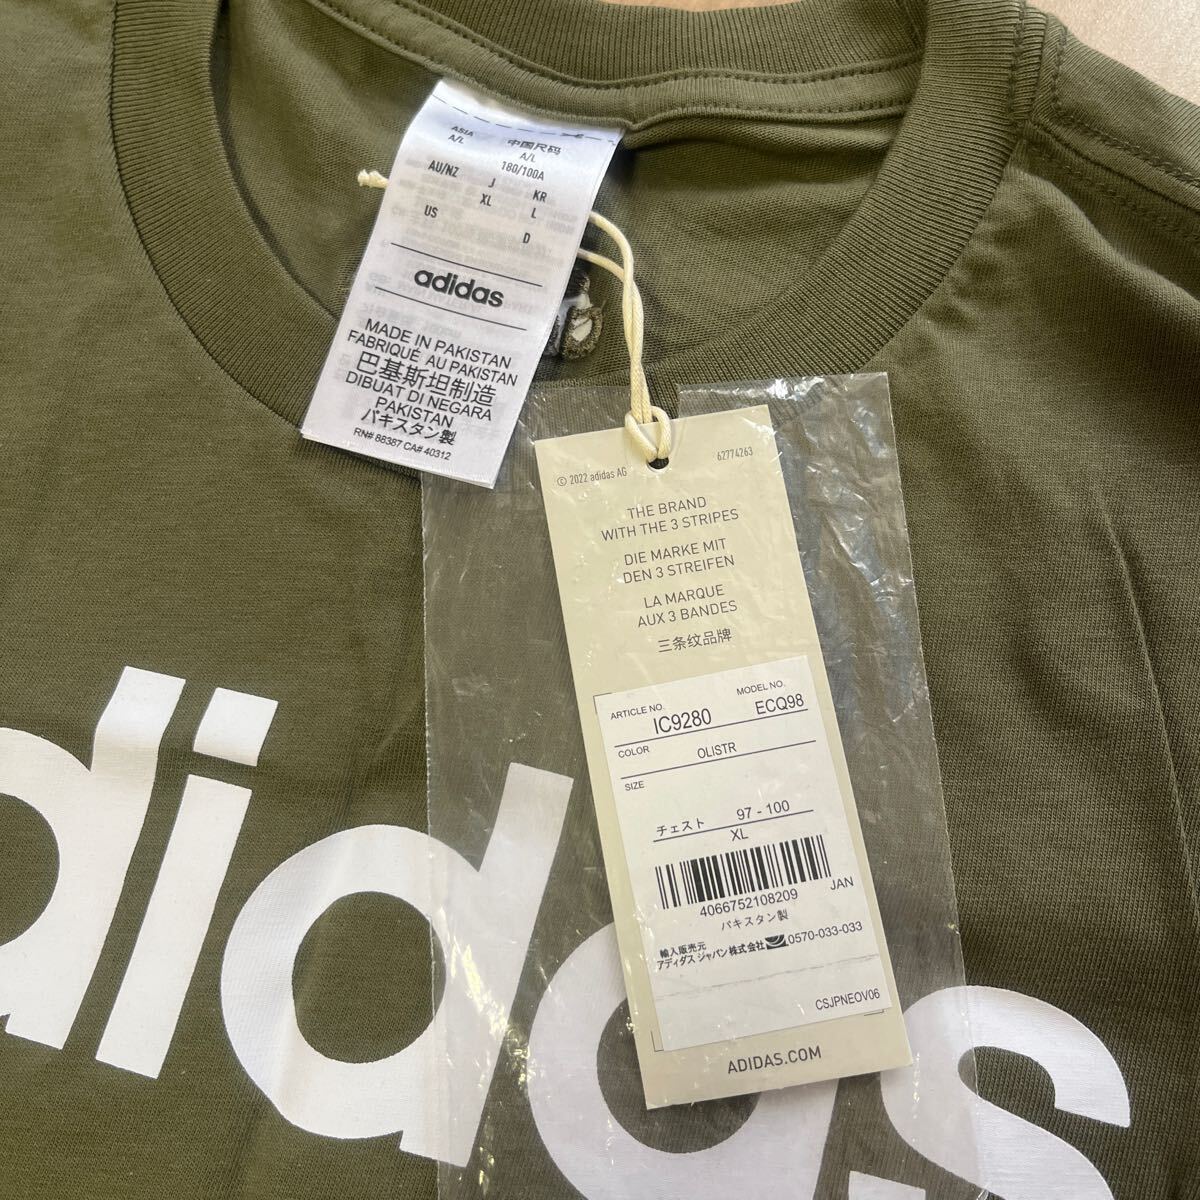 ASIA
A/L
中国尺码
A/L
180/100A
AU/NZ
J
XL
KR
L
US
D
adidas
MADE IN PAKISTAN
FABRIQUÉ AU PAKISTAN
巴基斯坦制造
DIBUAT DI NEGARA
PAKISTAN
パキスタン製
RN# 88387 CA# 40312
© 2022 adidas AG
62774263
THE BRAND
WITH THE 3 STRIPES
DIE MARKE MIT
DEN 3 STREIFEN
LA MARQUE
AUX 3 BANDES
三条纹品牌
ARTICLE NO. IC9280
MODEL NO. ECQ98
COLOR OLISTR
SIZE
チェスト 97 - 100
XL
4066752108209 JAN
パキスタン製
輸入販売元
アディダス ジャパン株式会社 0570-033-033
CSJPNEOV06
ADIDAS.COM
adidas